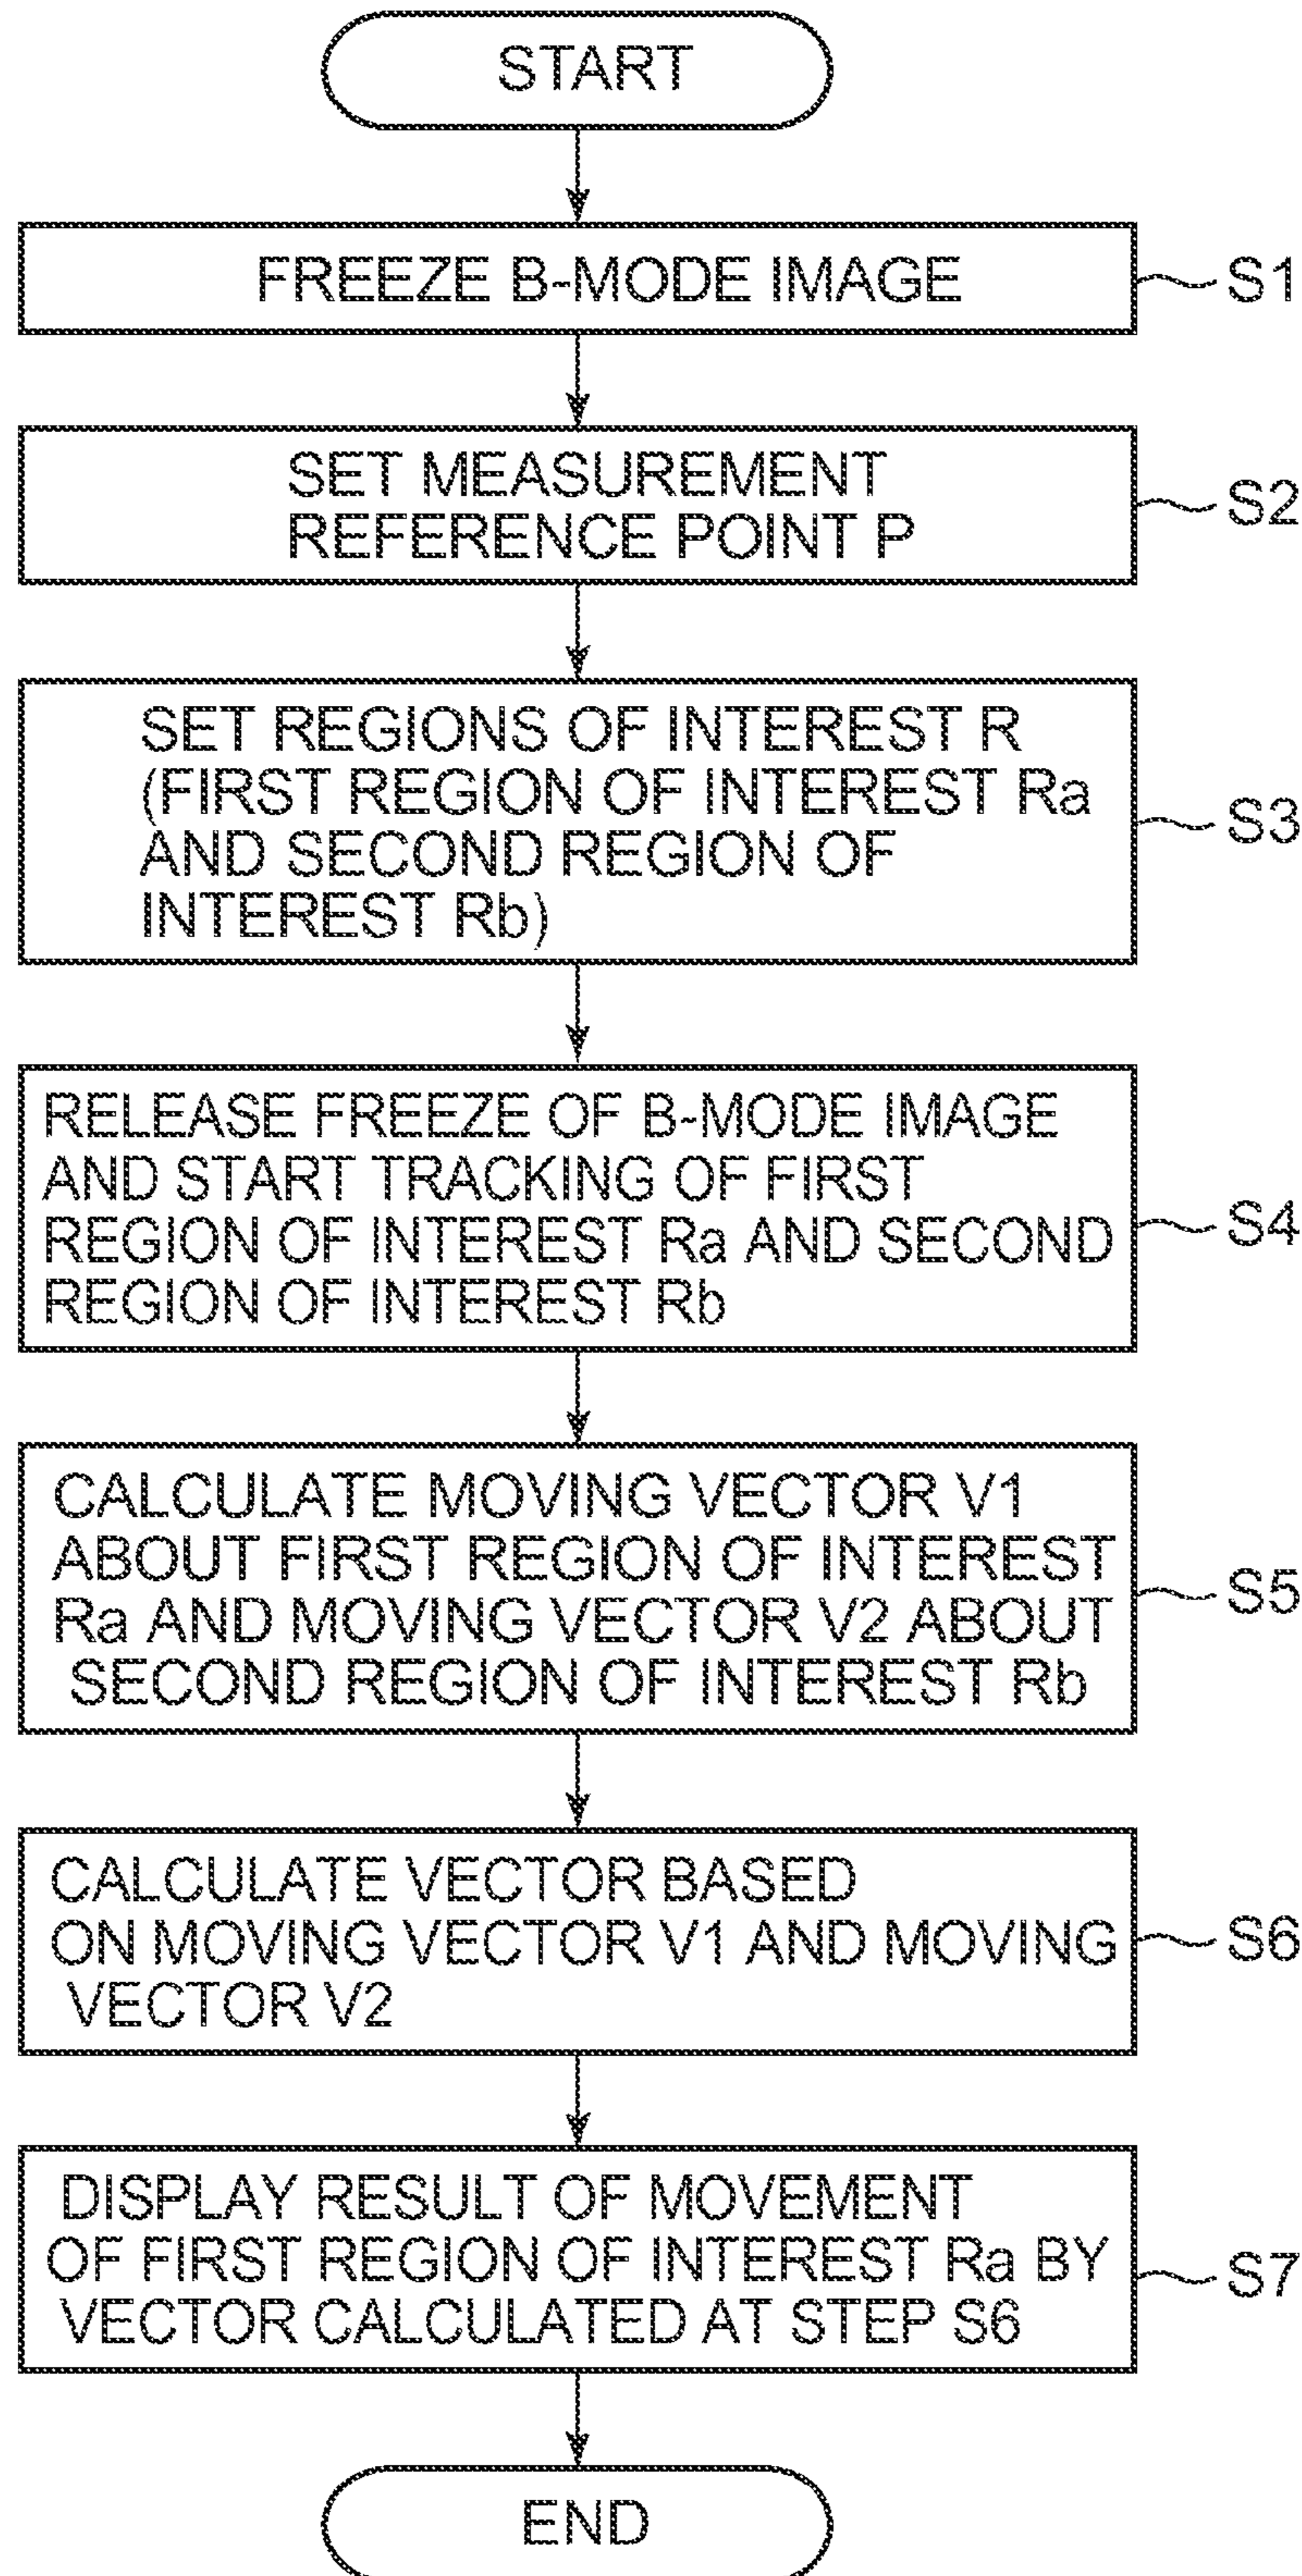 START
FREEZE B-MODE IMAGE
S1
SET MEASUREMENT
REFERENCE POINT P
S2
SET REGIONS OF INTEREST R
(FIRST REGION OF INTEREST Ra
AND SECOND REGION OF
INTEREST Rb)
S3
RELEASE FREEZE OF B-MODE IMAGE
AND START TRACKING OF FIRST
REGION OF INTEREST Ra AND SECOND
REGION OF INTEREST Rb
S4
CALCULATE MOVING VECTOR V1
ABOUT FIRST REGION OF INTEREST
Ra AND MOVING VECTOR V2 ABOUT
SECOND REGION OF INTEREST Rb
S5
CALCULATE VECTOR BASED
ON MOVING VECTOR V1 AND MOVING
VECTOR V2
S6
DISPLAY RESULT OF MOVEMENT
OF FIRST REGION OF INTEREST Ra BY
VECTOR CALCULATED AT STEP S6
S7
END